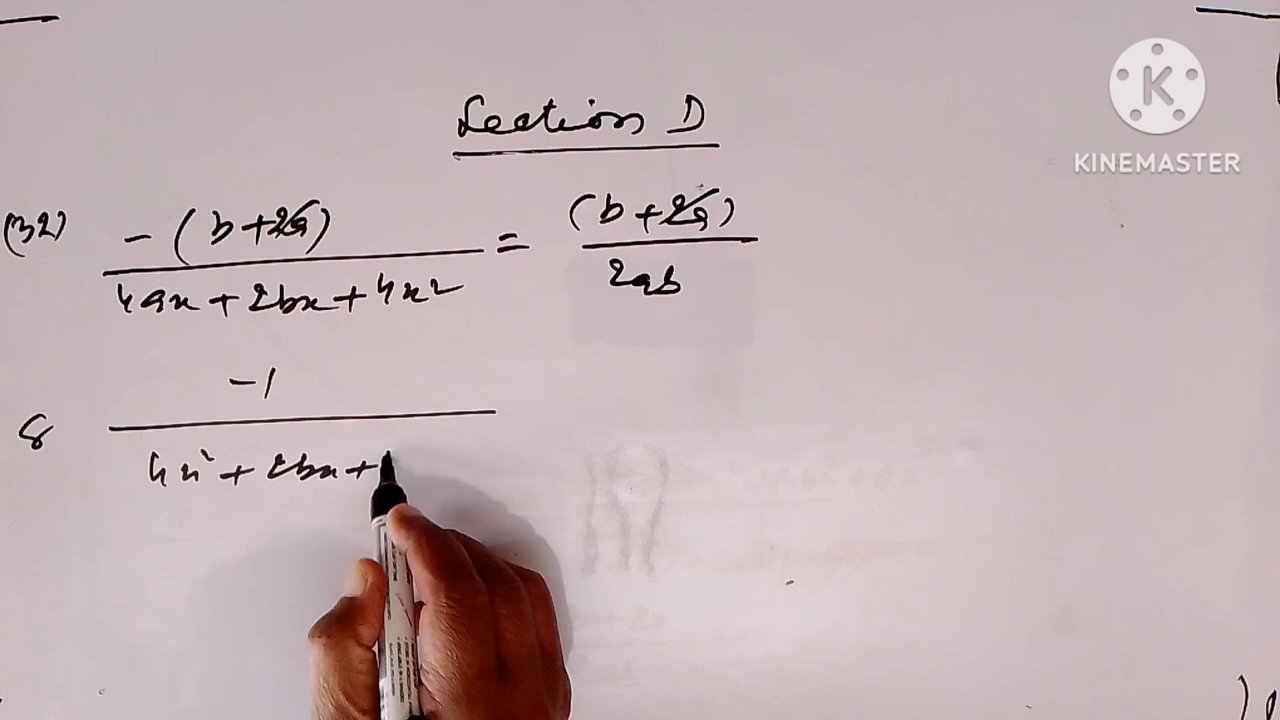 Section D
KINEMASTER
(32) -(b+2a) / 4ax+2bx+4x² = (b+2a) / 2ab
-1 / 4x²+2bx+